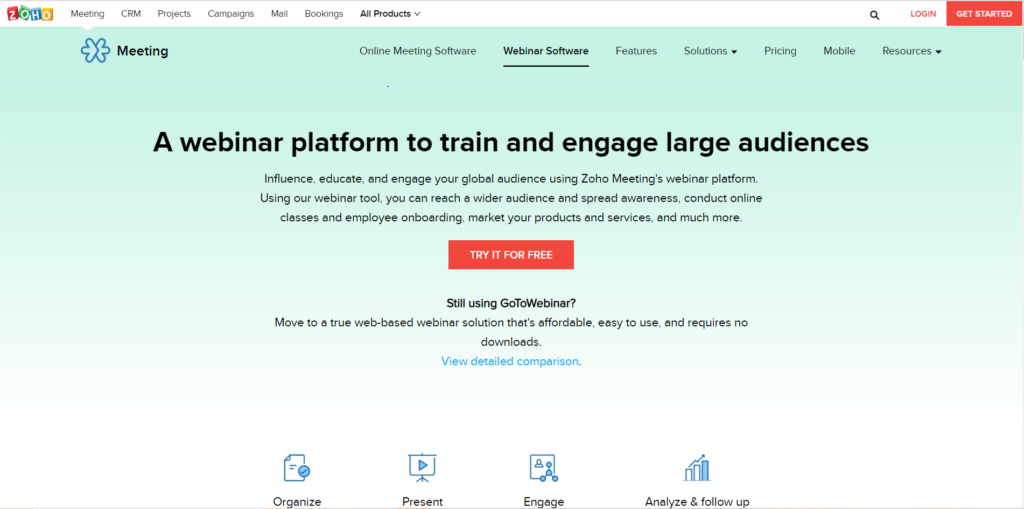 ZOHO Meeting CRM Projects Campaigns Mail Bookings All Products LOGIN GET STARTED
Meeting Online Meeting Software Webinar Software Features Solutions Pricing Mobile Resources
A webinar platform to train and engage large audiences
Influence, educate, and engage your global audience using Zoho Meeting's webinar platform.
Using our webinar tool, you can reach a wider audience and spread awareness, conduct online
classes and employee onboarding, market your products and services, and much more.
TRY IT FOR FREE
Still using GoToWebinar?
Move to a true web-based webinar solution that's affordable, easy to use, and requires no
downloads.
View detailed comparison.
Organize Present Engage Analyze & follow up